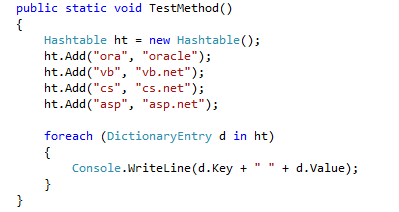 public static void TestMethod()
{
    Hashtable ht = new Hashtable();
    ht.Add("ora", "oracle");
    ht.Add("vb", "vb.net");
    ht.Add("cs", "cs.net");
    ht.Add("asp", "asp.net");

    foreach (DictionaryEntry d in ht)
    {
        Console.WriteLine(d.Key + " " + d.Value);
    }
}